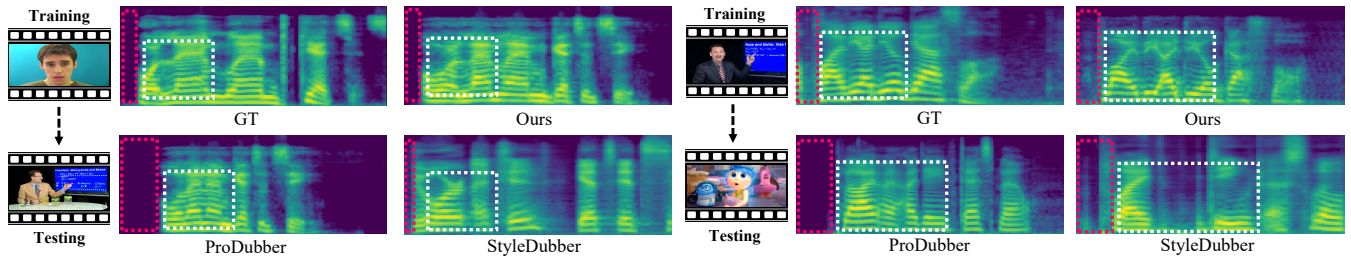 Training
GT
Ours
Testing
ProDubber
StyleDubber
Training
GT
Ours
Testing
ProDubber
StyleDubber